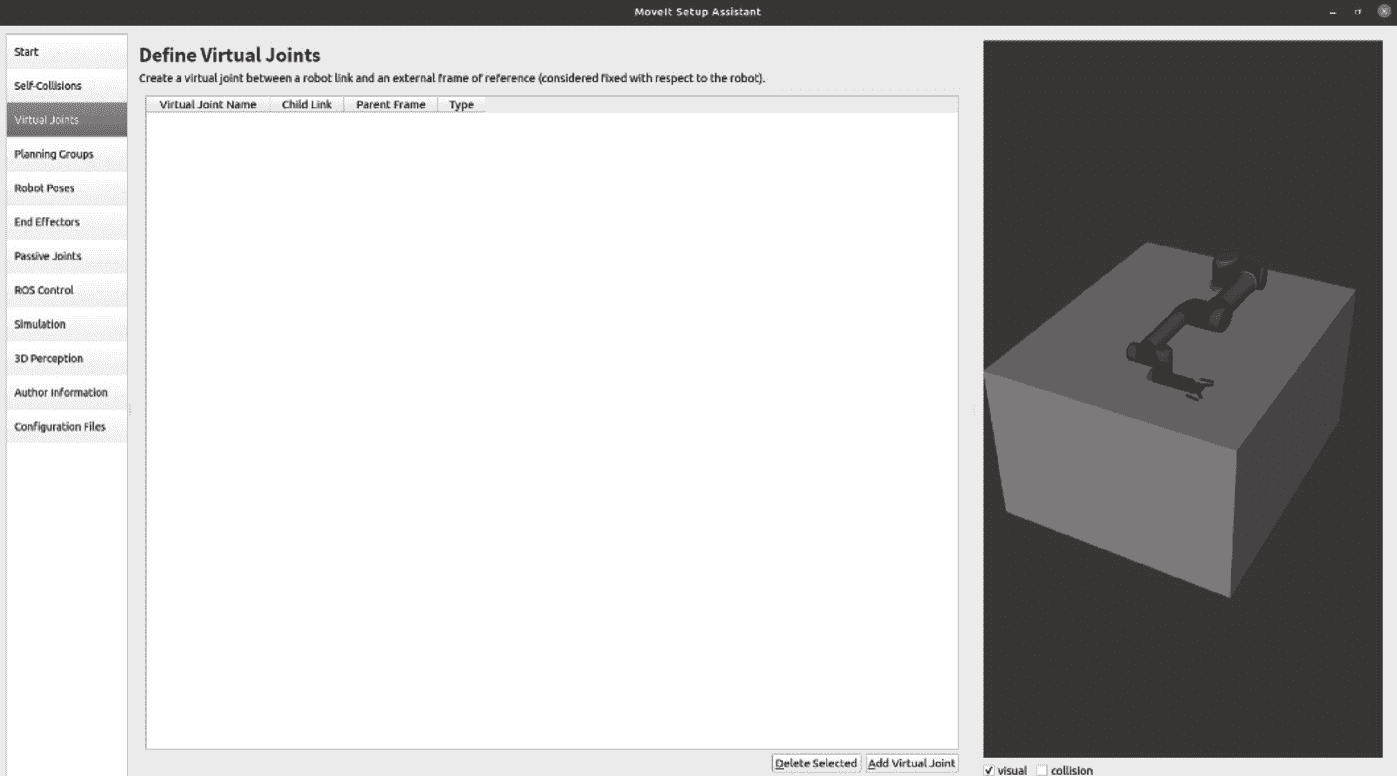 MoveIt Setup Assistant
Start
Self-Collisions
Virtual Joints
Planning Groups
Robot Poses
End Effectors
Passive Joints
ROS Control
Simulation
3D Perception
Author Information
Configuration Files
Define Virtual Joints
Create a virtual joint between a robot link and an external frame of reference (considered fixed with respect to the robot).
Virtual Joint Name Child Link Parent Frame Type
Delete Selected Add Virtual Joint
visual collision